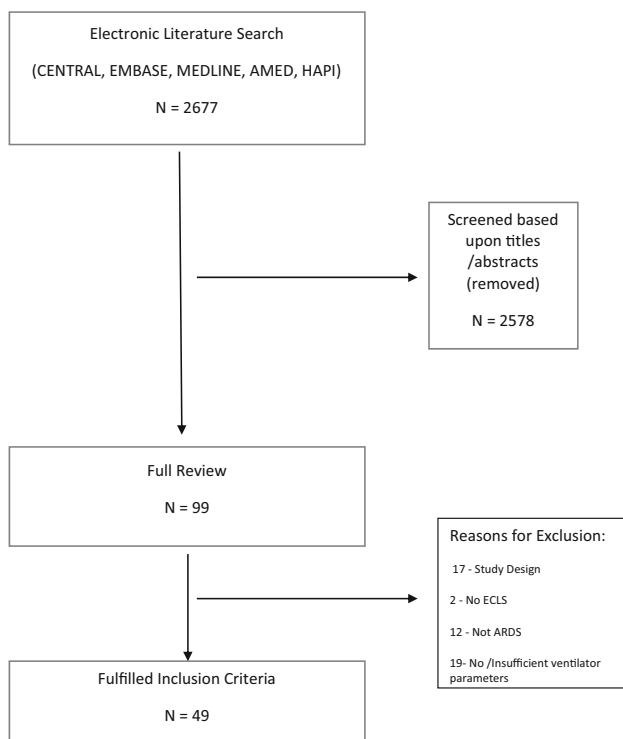 Electronic Literature Search
(CENTRAL, EMBASE, MEDLINE, AMED, HAPI)
N = 2677
Screened based
upon titles
/abstracts
(removed)
N = 2578
Full Review
N = 99
Reasons for Exclusion:
17 - Study Design
2 - No ECLS
12 - Not ARDS
19- No /Insufficient ventilator
parameters
Fulfilled Inclusion Criteria
N = 49